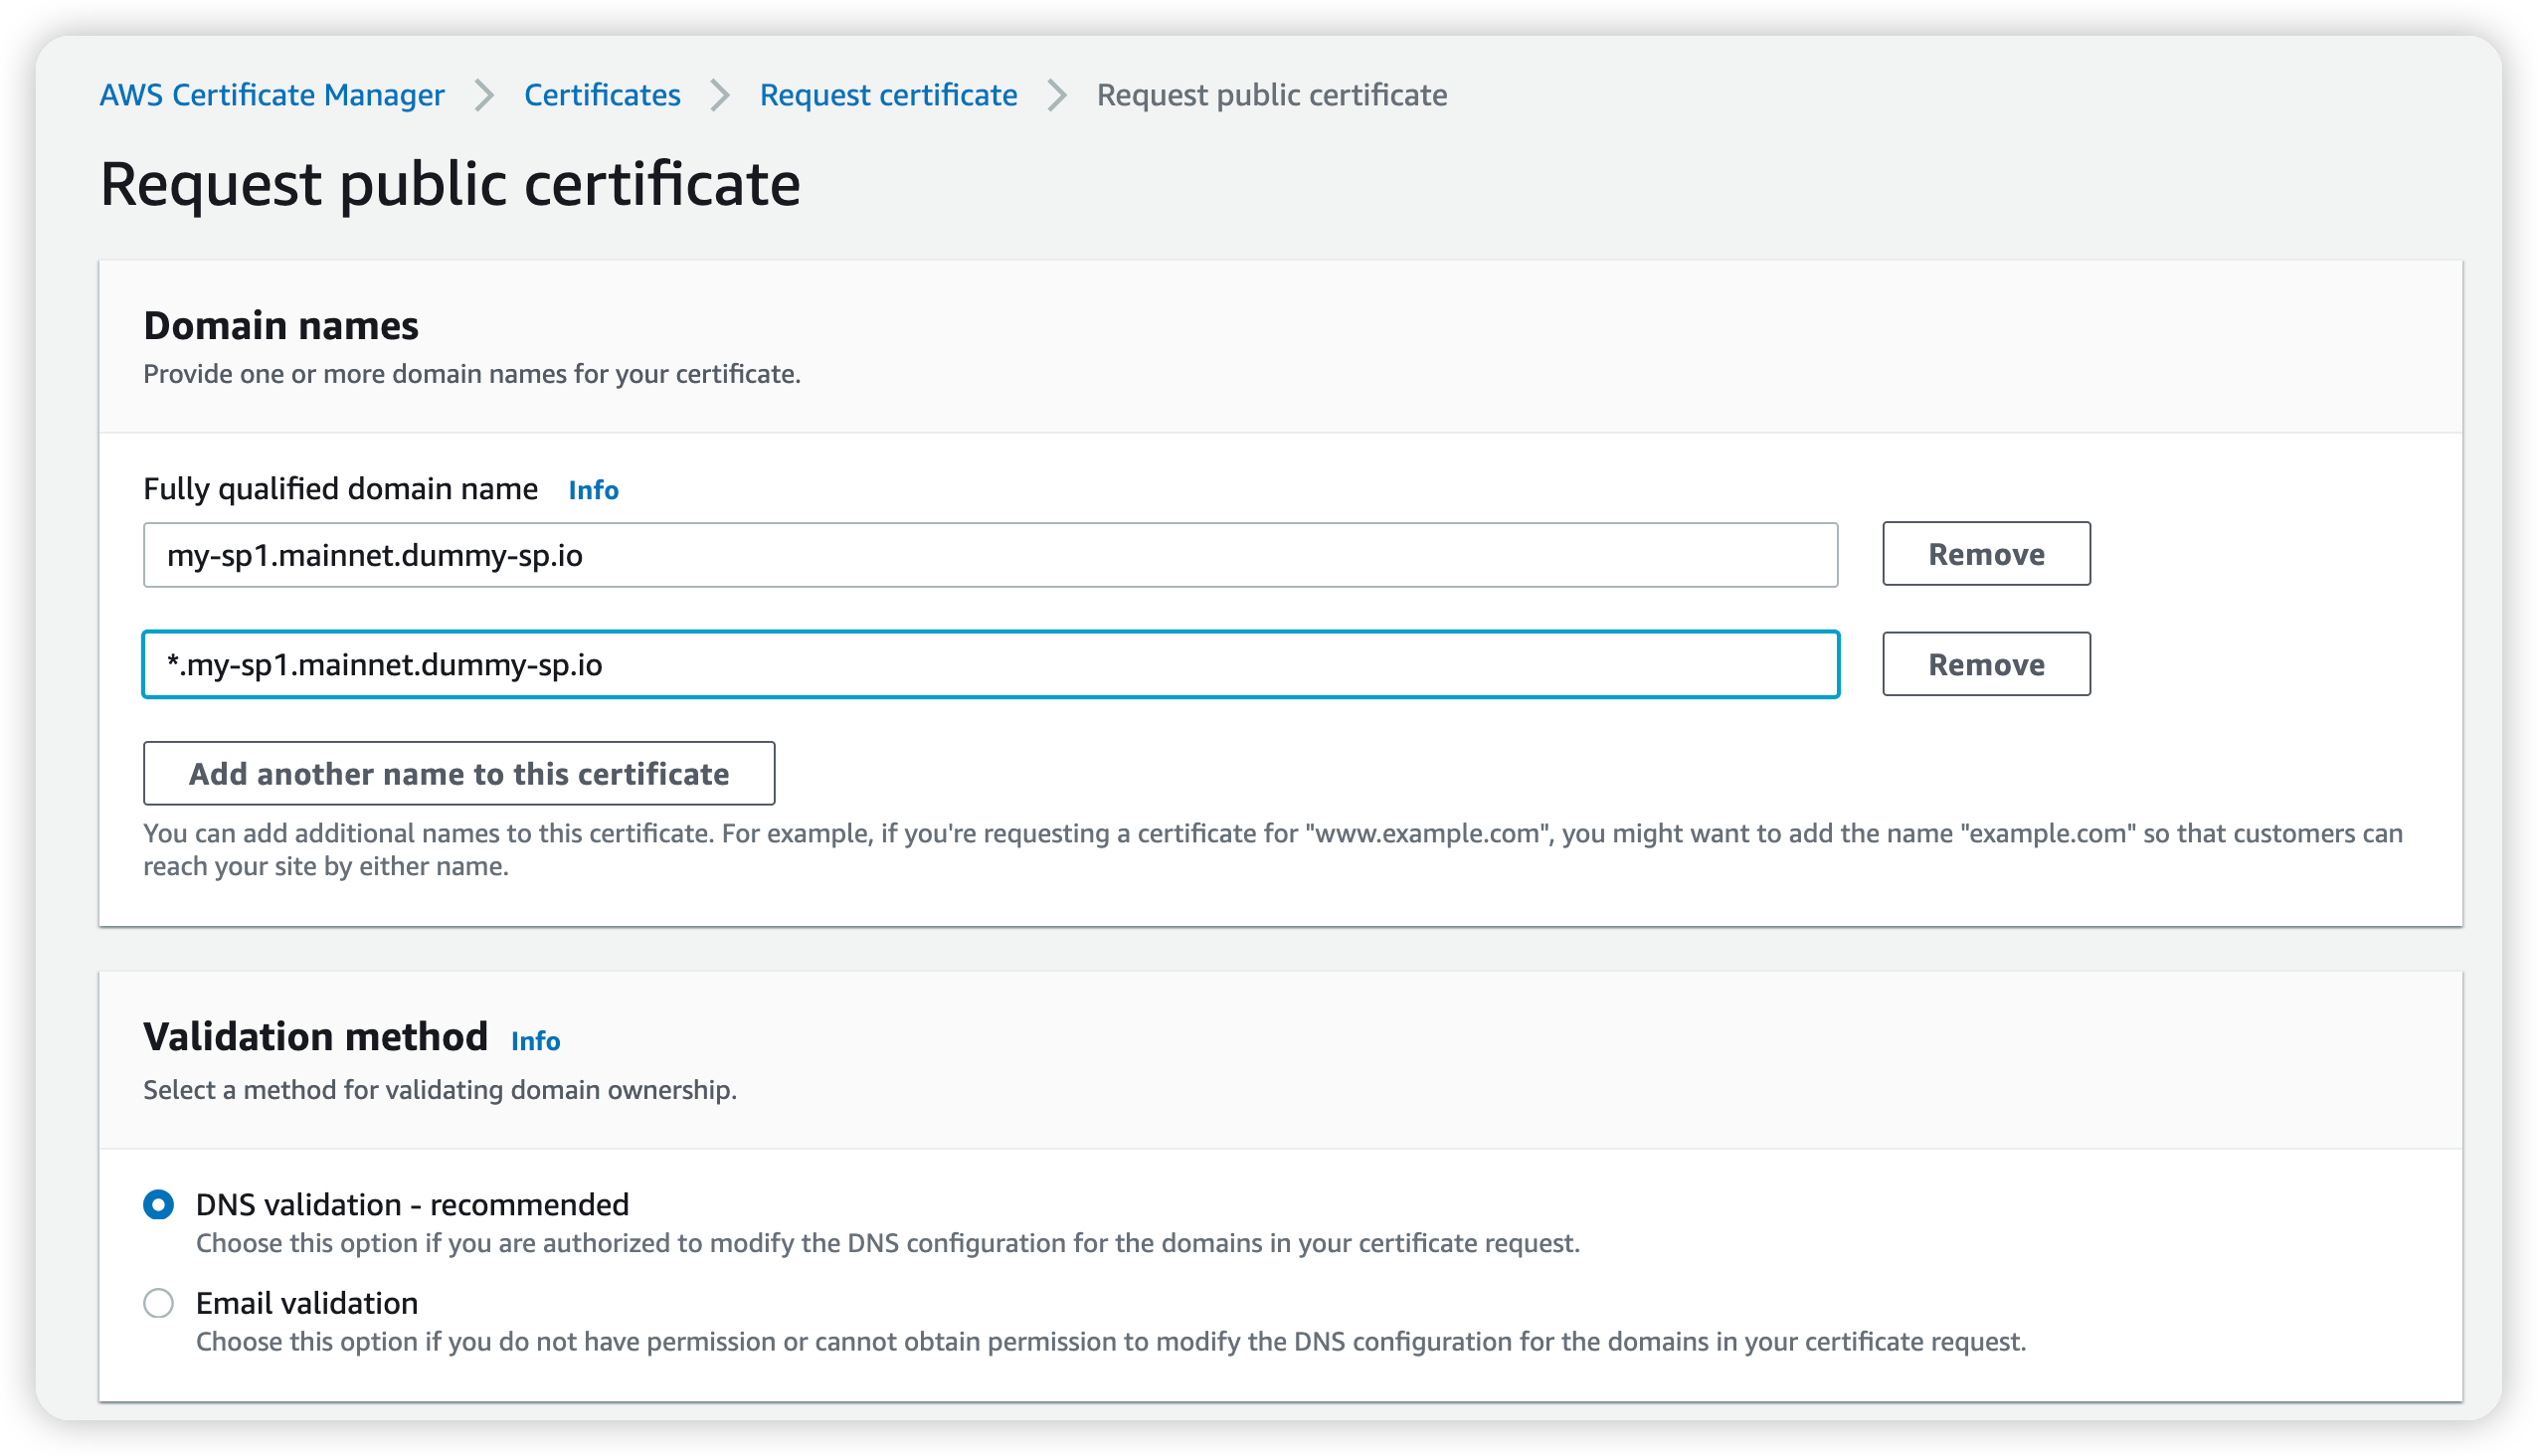 AWS Certificate Manager > Certificates > Request certificate > Request public certificate
Request public certificate
Domain names
Provide one or more domain names for your certificate.
Fully qualified domain name Info
my-sp1.mainnet.dummy-sp.io Remove
*.my-sp1.mainnet.dummy-sp.io Remove
Add another name to this certificate
You can add additional names to this certificate. For example, if you're requesting a certificate for "www.example.com", you might want to add the name "example.com" so that customers can
reach your site by either name.
Validation method Info
Select a method for validating domain ownership.
DNS validation - recommended
Choose this option if you are authorized to modify the DNS configuration for the domains in your certificate request.
Email validation
Choose this option if you do not have permission or cannot obtain permission to modify the DNS configuration for the domains in your certificate request.